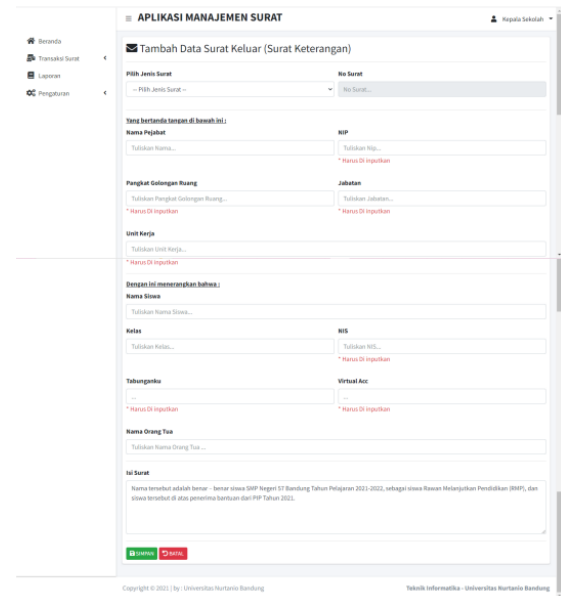 APLIKASI MANAJEMEN SURAT
Kepala Sekolah
Beranda
Transaksi Surat
Laporan
Pengaturan
Tambah Data Surat Keluar (Surat Keterangan)
Pilih Jenis Surat
No Surat
-- Pilih Jenis Surat --
No Surat...
Yang bertanda tangan di bawah ini :
Nama Pejabat
NIP
Tuliskan Nama...
Tuliskan Nip...
* Harus Di inputkan
Pangkat Golongan Ruang
Jabatan
Tuliskan Pangkat Golongan Ruang...
Tuliskan Jabatan...
* Harus Di inputkan
* Harus Di inputkan
Unit Kerja
Tuliskan Unit Kerja...
* Harus Di inputkan
Dengan ini menerangkan bahwa :
Nama Siswa
Tuliskan Nama Siswa...
Kelas
NIS
Tuliskan Kelas...
Tuliskan NIS...
* Harus Di inputkan
Tabunganku
Virtual Acc
...
...
* Harus Di inputkan
* Harus Di inputkan
Nama Orang Tua
Tuliskan Nama Orang Tua ...
Isi Surat
Nama tersebut adalah benar - benar siswa SMP Negeri 57 Bandung Tahun Pelajaran 2021-2022, sebagai siswa Rawan Melanjutkan Pendidikan (RMP), dan
siswa tersebut di atas penerima bantuan dari PIP Tahun 2021.
SIMPAN
BATAL
Copyright © 2021 | by : Universitas Nurtanio Bandung
Teknik Informatika - Universitas Nurtanio Bandung